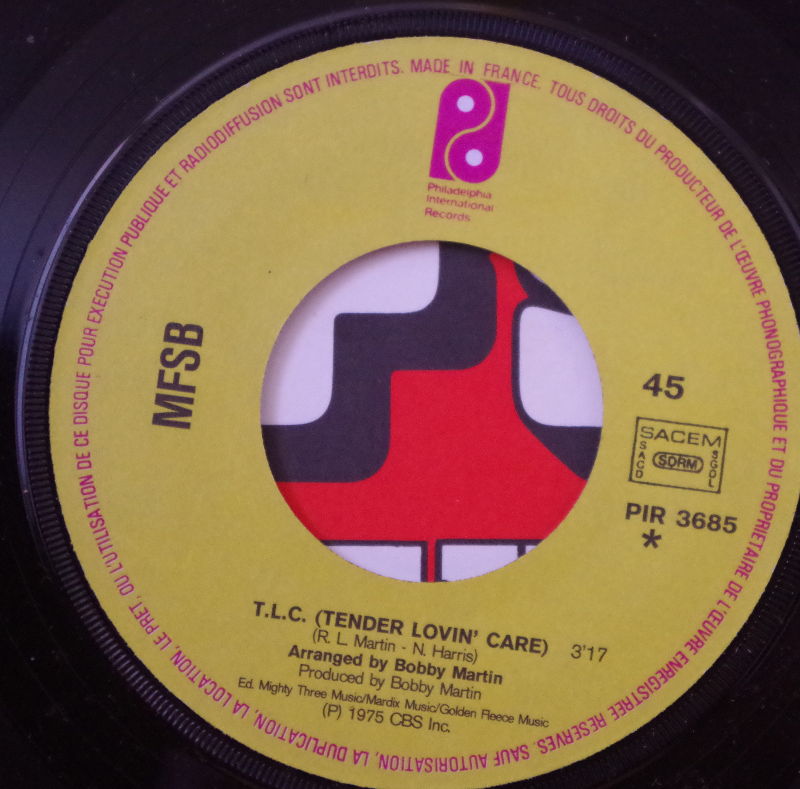 TOUS DROITS DU PRODUCTEUR DE L'ŒUVRE PHONOGRAPHIQUE ET DU PROPRIETAIRE DE L'ŒUVRE ENREGISTREE RESERVES. SAUF AUTORISATION, LA DUPLICATION, LA LOCATION, LE PRET, OU L'UTILISATION DE CE DISQUE POUR EXECUTION PUBLIQUE ET RADIODIFFUSION SONT INTERDITS. MADE IN FRANCE.
Philadelphia
International
Records
MFSB
45
SACEM
SACD
SDRM
SGDL
PIR 3685
*
T.L.C. (TENDER LOVIN' CARE) 3'17
(R. L. Martin - N. Harris)
Arranged by Bobby Martin
Produced by Bobby Martin
Ed. Mighty Three Music/Mardix Music/Golden Fleece Music
(P) 1975 CBS Inc.